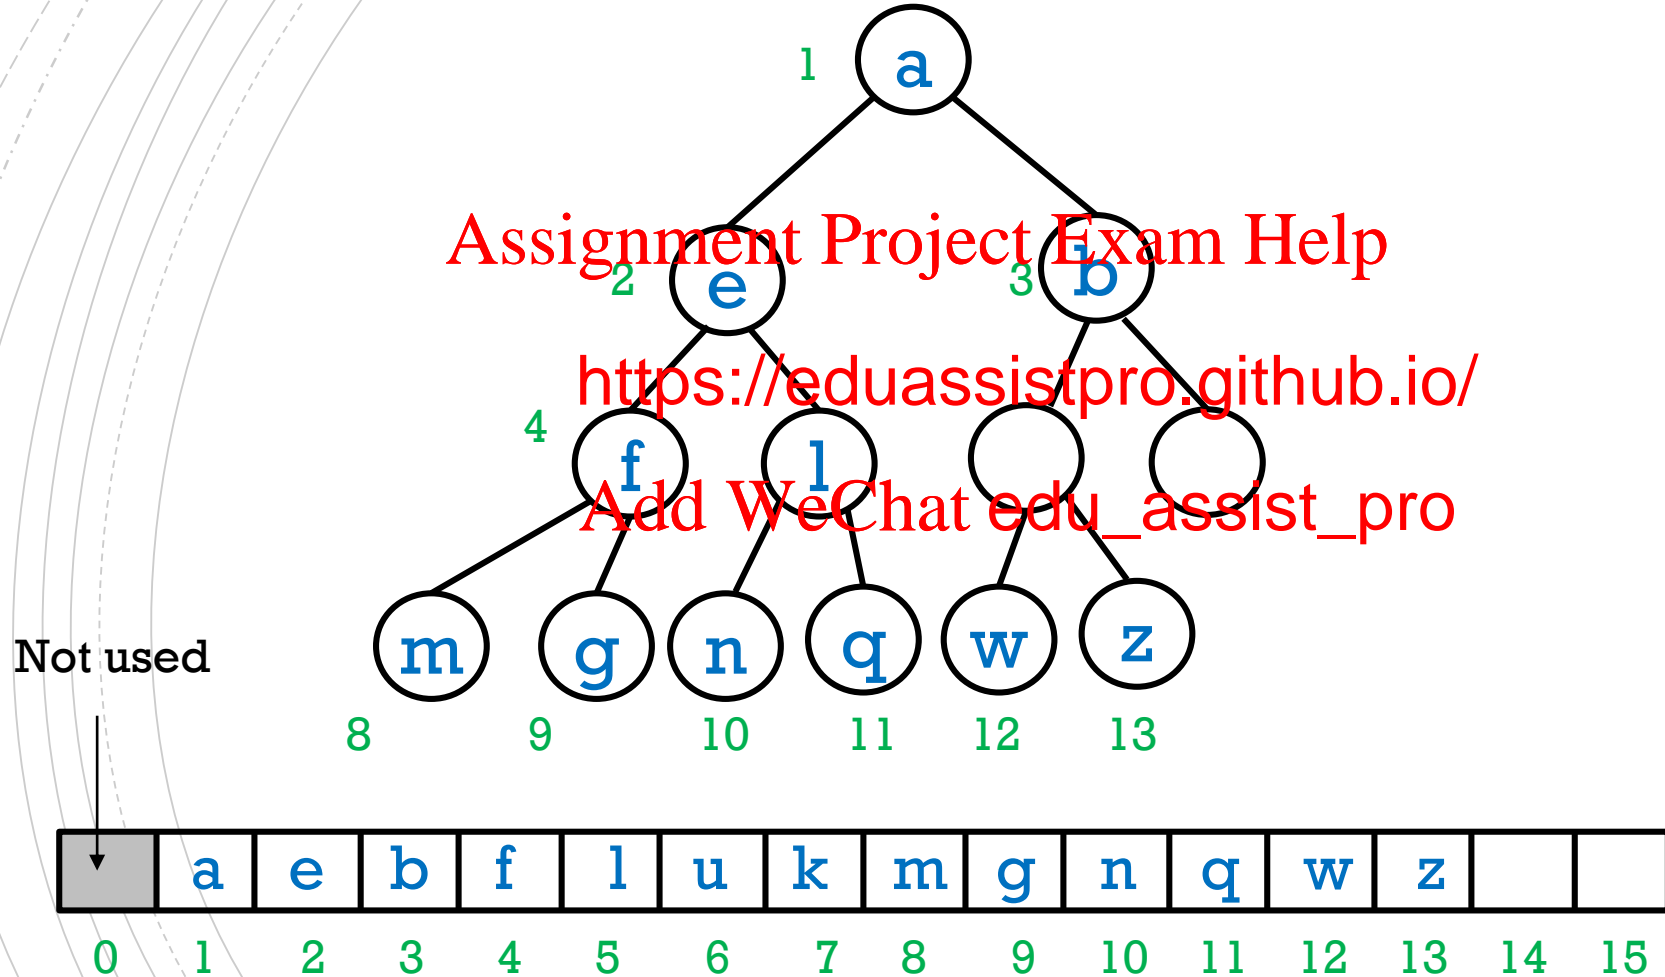 1 a
Assignment Project Exam Help
2 e 3 b
https://eduassistpro.github.io/
4 f l
Add WeChat edu_assist_pro
Not used
m g n q w z
8 9 10 11 12 13
a e b f l u k m g n q w z
0 1 2 3 4 5 6 7 8 9 10 11 12 13 14 15